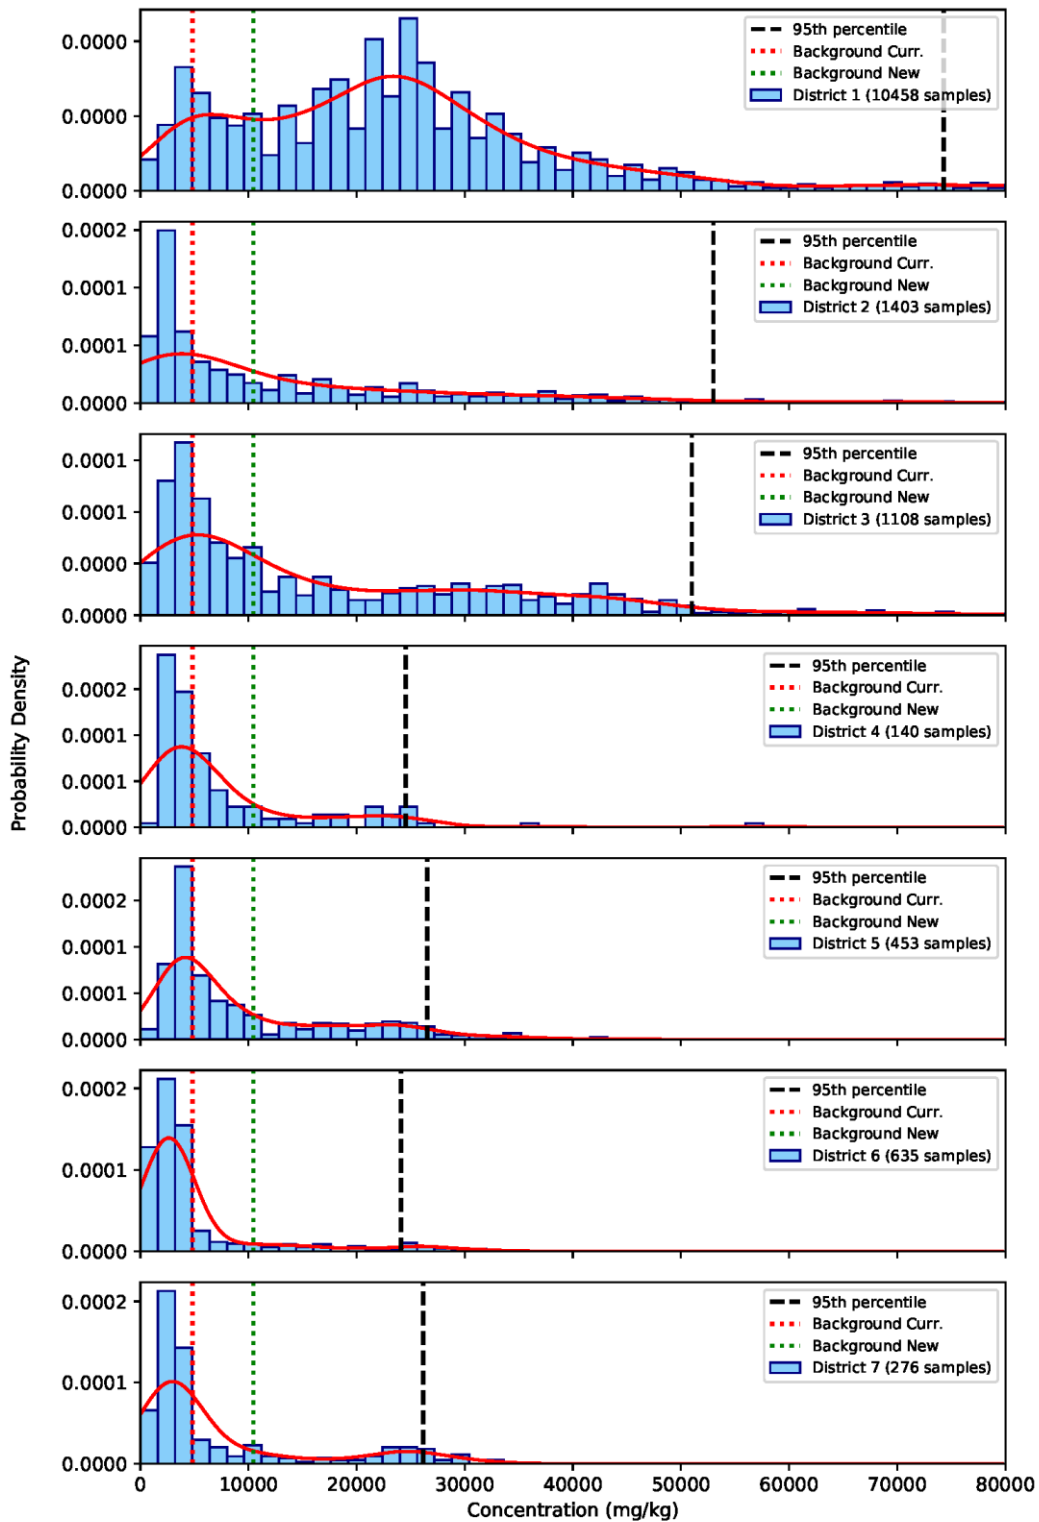 0.0000
0.0000
0.0000
95th percentile
Background Curr.
Background New
District 1 (10458 samples)
0.0002
0.0001
0.0001
0.0000
95th percentile
Background Curr.
Background New
District 2 (1403 samples)
0.0001
0.0001
0.0000
0.0000
95th percentile
Background Curr.
Background New
District 3 (1108 samples)
Probability Density
0.0002
0.0001
0.0001
0.0000
95th percentile
Background Curr.
Background New
District 4 (140 samples)
0.0002
0.0001
0.0001
0.0000
95th percentile
Background Curr.
Background New
District 5 (453 samples)
0.0002
0.0001
0.0000
95th percentile
Background Curr.
Background New
District 6 (635 samples)
0.0002
0.0001
0.0000
95th percentile
Background Curr.
Background New
District 7 (276 samples)
0 10000 20000 30000 40000 50000 60000 70000 80000
Concentration (mg/kg)